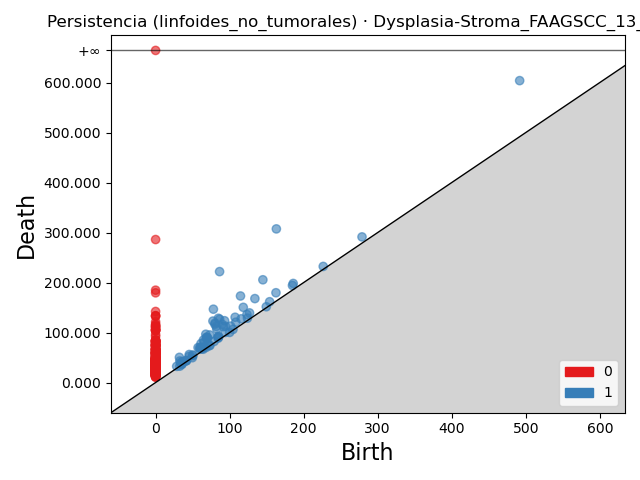 Persistencia (linfoides_no_tumorales) · Dysplasia-Stroma_FAAGSCC_13_
+∞
600.000
500.000
400.000
300.000
200.000
100.000
0.000
Death
0
1
0 100 200 300 400 500 600
Birth